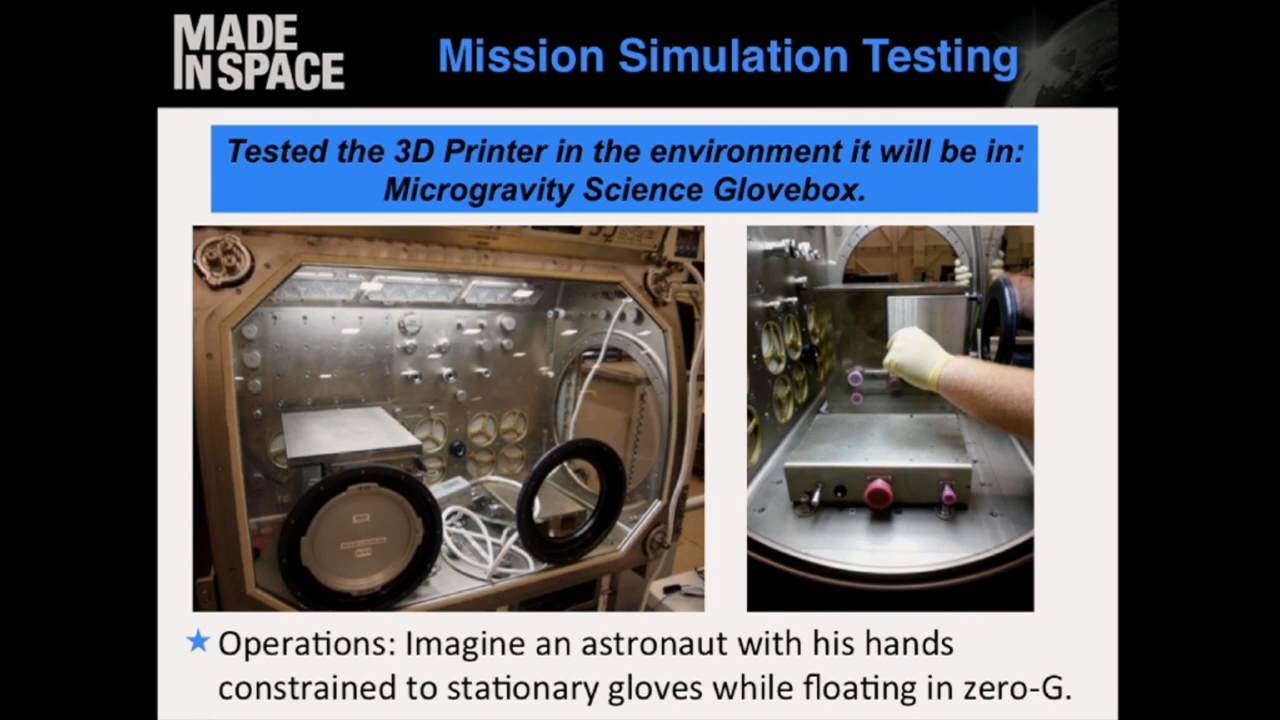 MADE
IN SPACE
Mission Simulation Testing
Tested the 3D Printer in the environment it will be in:
Microgravity Science Glovebox.
Operations: Imagine an astronaut with his hands
constrained to stationary gloves while floating in zero-G.